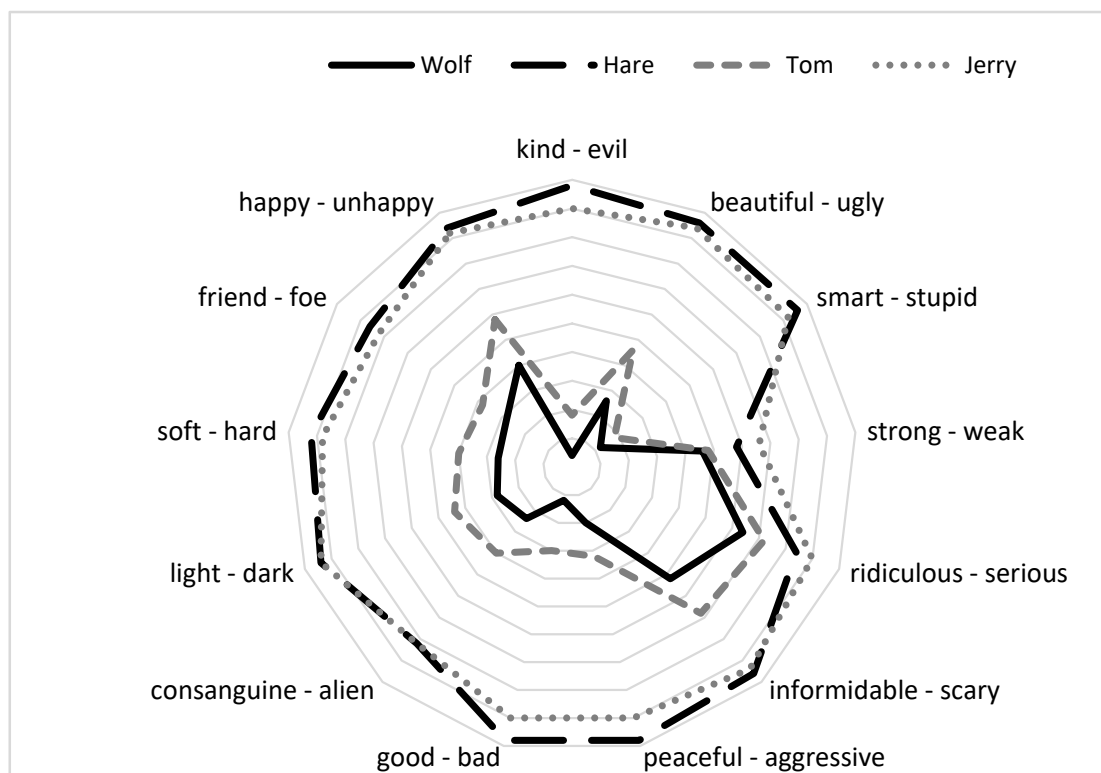 Wolf Hare Tom Jerry
kind - evil
happy - unhappy
beautiful - ugly
friend - foe
smart - stupid
soft - hard
strong - weak
light - dark
ridiculous - serious
consanguine - alien
informidable - scary
good - bad
peaceful - aggressive